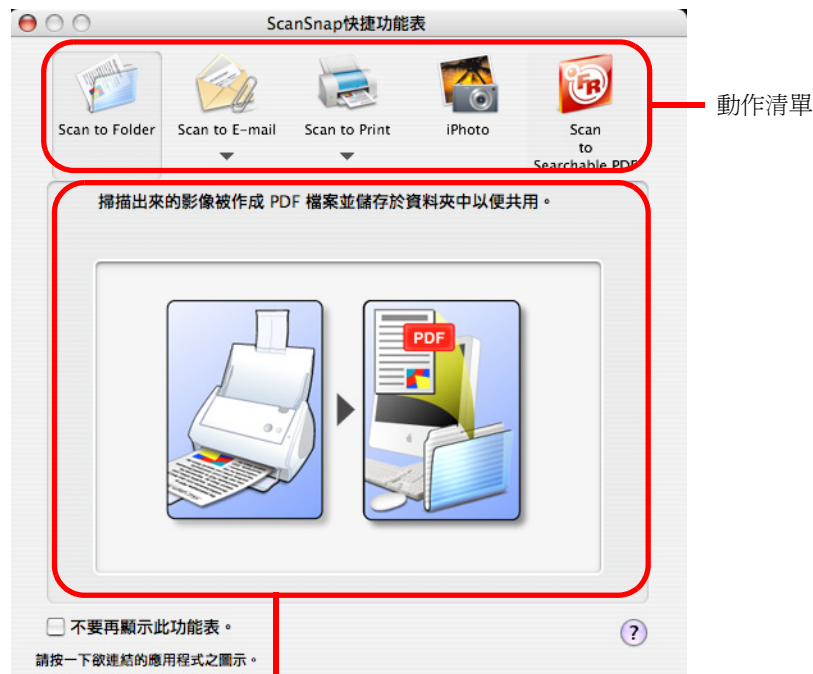 ScanSnap快捷功能表
Scan to Folder
Scan to E-mail
Scan to Print
iPhoto
Scan
to
Searchable PDF
動作清單
掃描出來的影像被作成 PDF 檔案並儲存於資料夾中以便共用。
PDF
不要再顯示此功能表。
?
請按一下欲連結的應用程式之圖示。